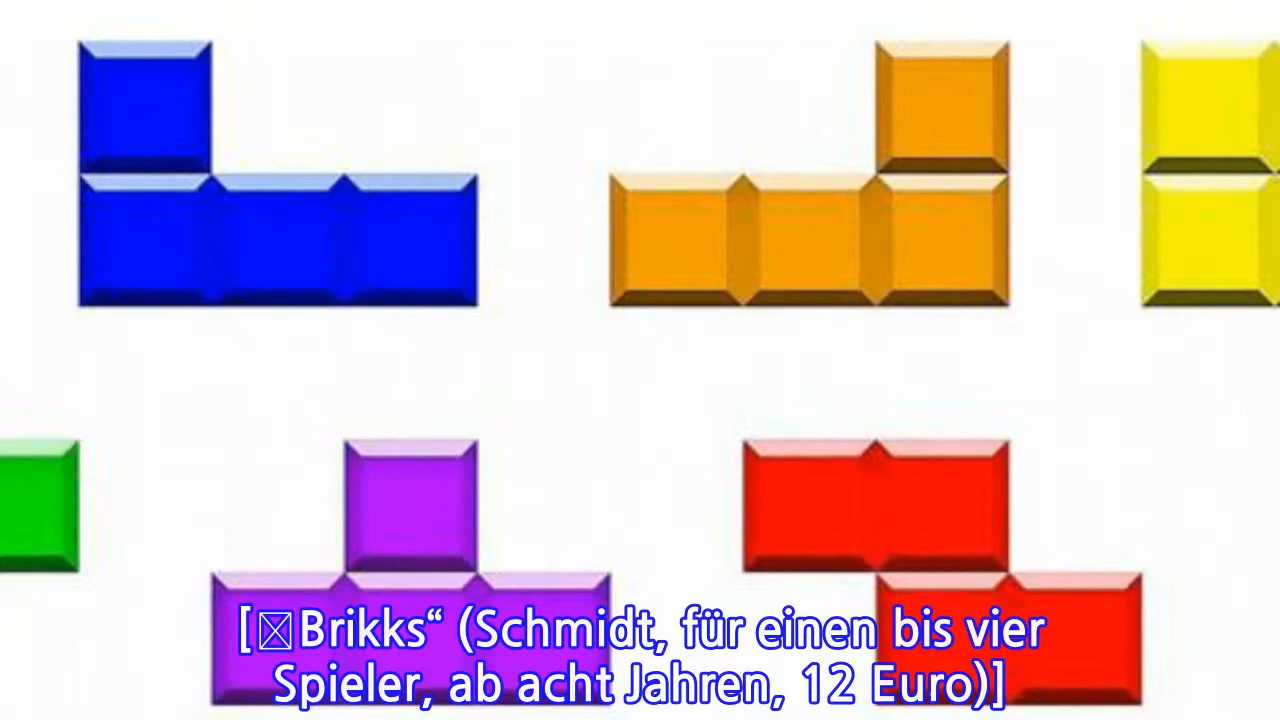 [„Brikks“ (Schmidt, für einen bis vier
Spieler, ab acht Jahren, 12 Euro)]